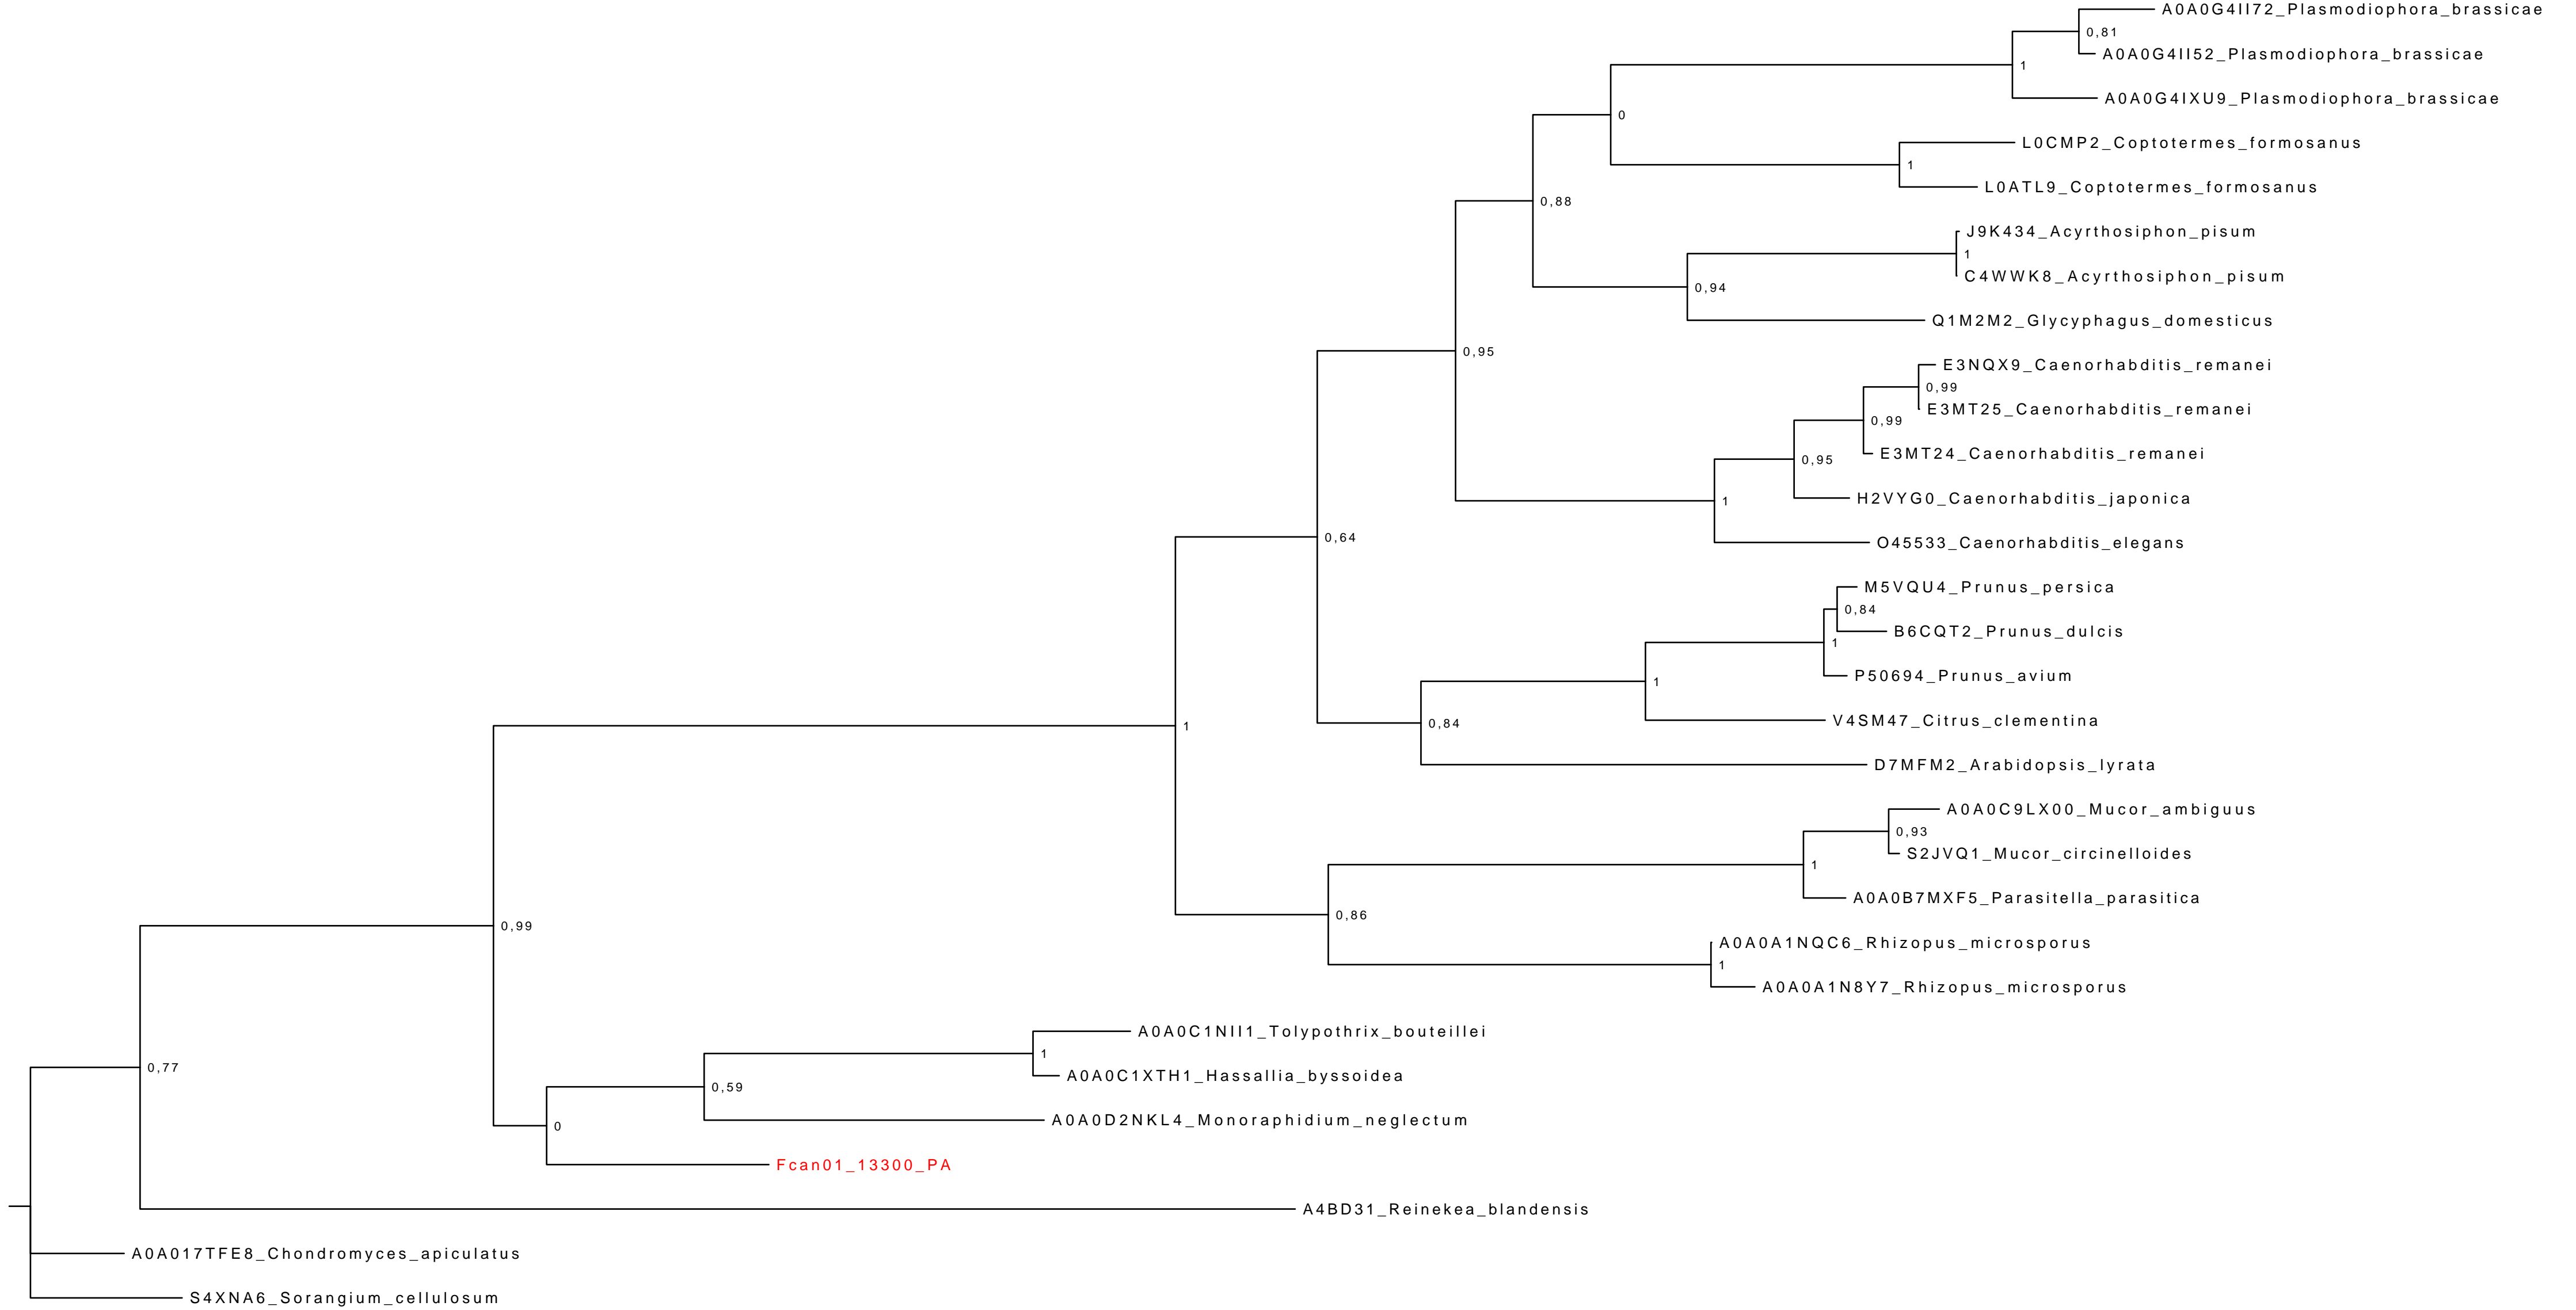 A0A0G4II72_Plasmodiophora_brassicae
0,81
A0A0G4II52_Plasmodiophora_brassicae
1
A0A0G4IXU9_Plasmodiophora_brassicae
0
L0CMP2_Coptotermes_formosanus
1
L0ATL9_Coptotermes_formosanus
0,88
J9K434_Acyrthosiphon_pisum
1
C4WWK8_Acyrthosiphon_pisum
0,94
Q1M2M2_Glycyphagus_domesticus
0,95
E3NQX9_Caenorhabditis_remanei
0,99
E3MT25_Caenorhabditis_remanei
0,99
E3MT24_Caenorhabditis_remanei
0,95
H2VYG0_Caenorhabditis_japonica
1
O45533_Caenorhabditis_elegans
0,64
M5VQU4_Prunus_persica
0,84
B6CQT2_Prunus_dulcis
1
P50694_Prunus_avium
1
V4SM47_Citrus_clementina
0,84
D7MFM2_Arabidopsis_lyrata
1
A0A0C9LX00_Mucor_ambiguus
0,93
S2JVQ1_Mucor_circinelloides
1
A0A0B7MXF5_Parasitella_parasitica
0,86
A0A0A1NQC6_Rhizopus_microsporus
1
A0A0A1N8Y7_Rhizopus_microsporus
0,99
A0A0C1NII1_Tolypothrix_bouteillei
1
A0A0C1XTH1_Hassallia_byssoidea
0,59
A0A0D2NKL4_Monoraphidium_neglectum
0
Fcan01_13300_PA
0,77
A4BD31_Reinekea_blandensis
A0A017TFE8_Chondromyces_apiculatus
S4XNA6_Sorangium_cellulosum